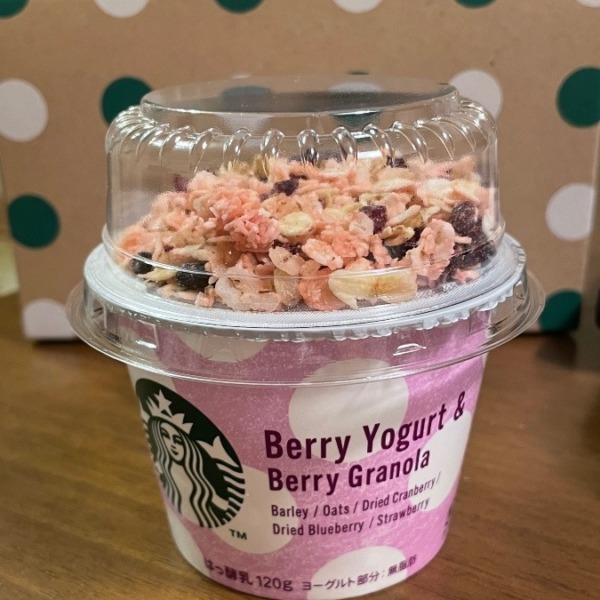 Berry Yogurt &
Berry Granola
Barley / Oats / Dried Cranberry /
Dried Blueberry / Strawberry
TM
はっ酵乳 120g ヨーグルト部分:無脂肪